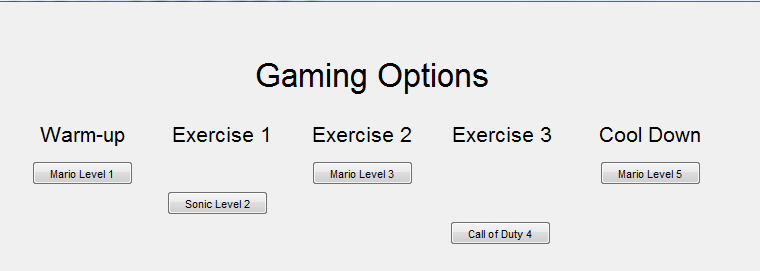 Gaming Options
Warm-up Exercise 1 Exercise 2 Exercise 3 Cool Down
Mario Level 1 Mario Level 3 Mario Level 5
Sonic Level 2
Call of Duty 4